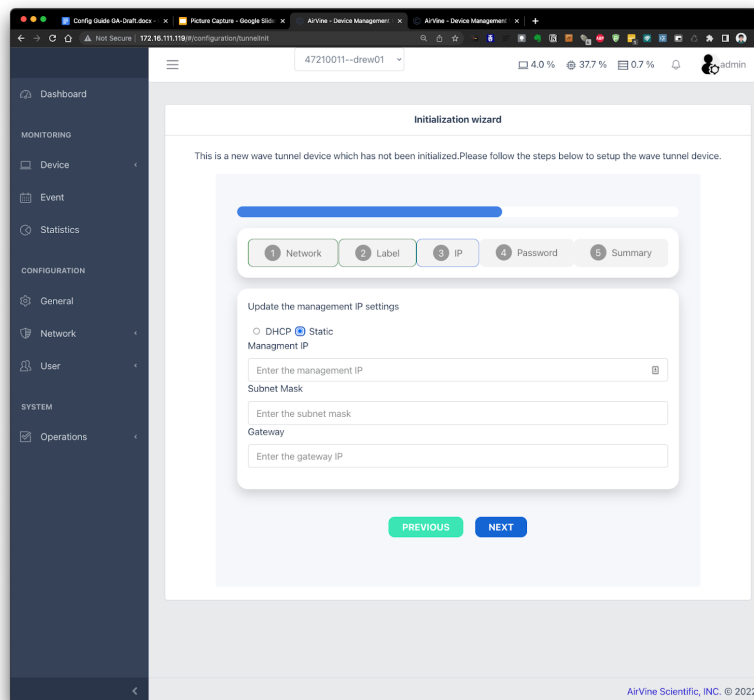 Config Guide GA-Draft.docx -
Picture Capture - Google Slide
AirVine - Device Management
AirVine - Device Management
Not Secure
172.16.111.119/#/configuration/tunnelinit
47210011--drew01
4.0 %
37.7 %
0.7 %
admin
Dashboard
MONITORING
Device
Event
Statistics
CONFIGURATION
General
Network
User
SYSTEM
Operations
Initialization wizard
This is a new wave tunnel device which has not been initialized.Please follow the steps below to setup the wave tunnel device.
1 Network
2 Label
3 IP
4 Password
5 Summary
Update the management IP settings
DHCP
Static
Managment IP
Enter the management IP
Subnet Mask
Enter the subnet mask
Gateway
Enter the gateway IP
PREVIOUS
NEXT
AirVine Scientific, INC. © 2022